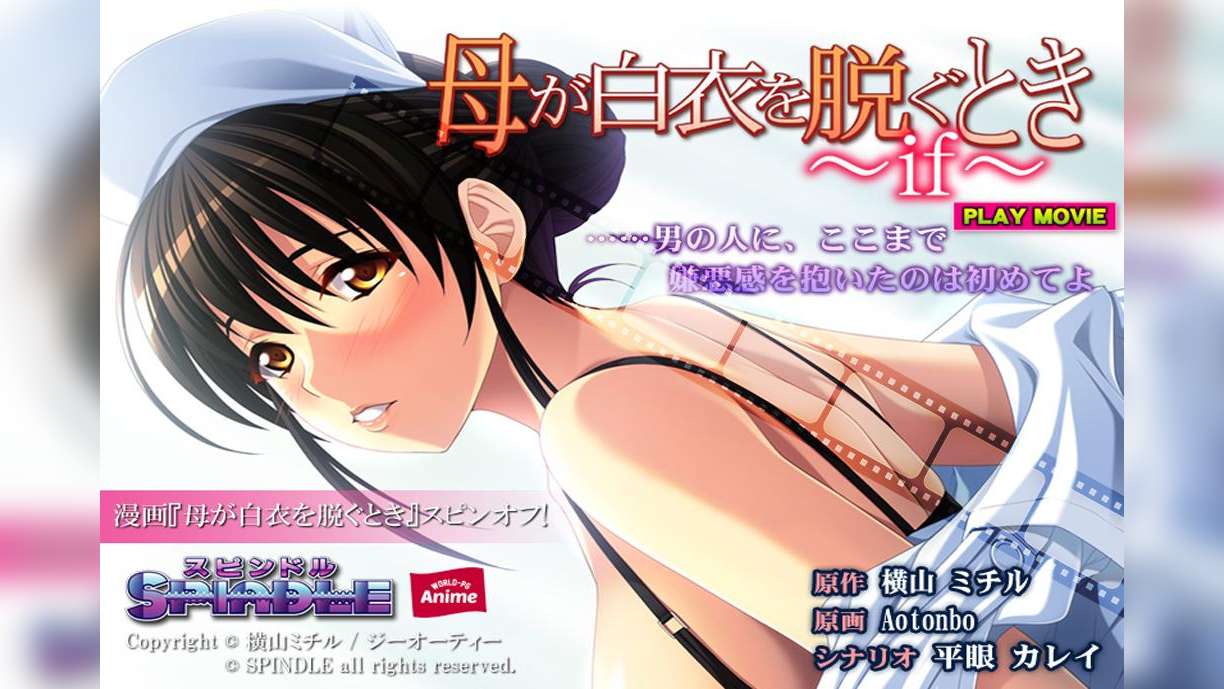 母が白衣を脱ぐとき
～if～
PLAY MOVIE
……男の人に、ここまで
嫌悪感を抱いたのは初めてよ
漫画『母が白衣を脱ぐとき』スピンオフ!
スピンドル
SPINDLE
WORLD-PG
Anime
Copyright © 横山ミチル / ジーオーティー
© SPINDLE all rights reserved.
原作 横山 ミチル
原画 Aotonbo
シナリオ 平眼 カレイ